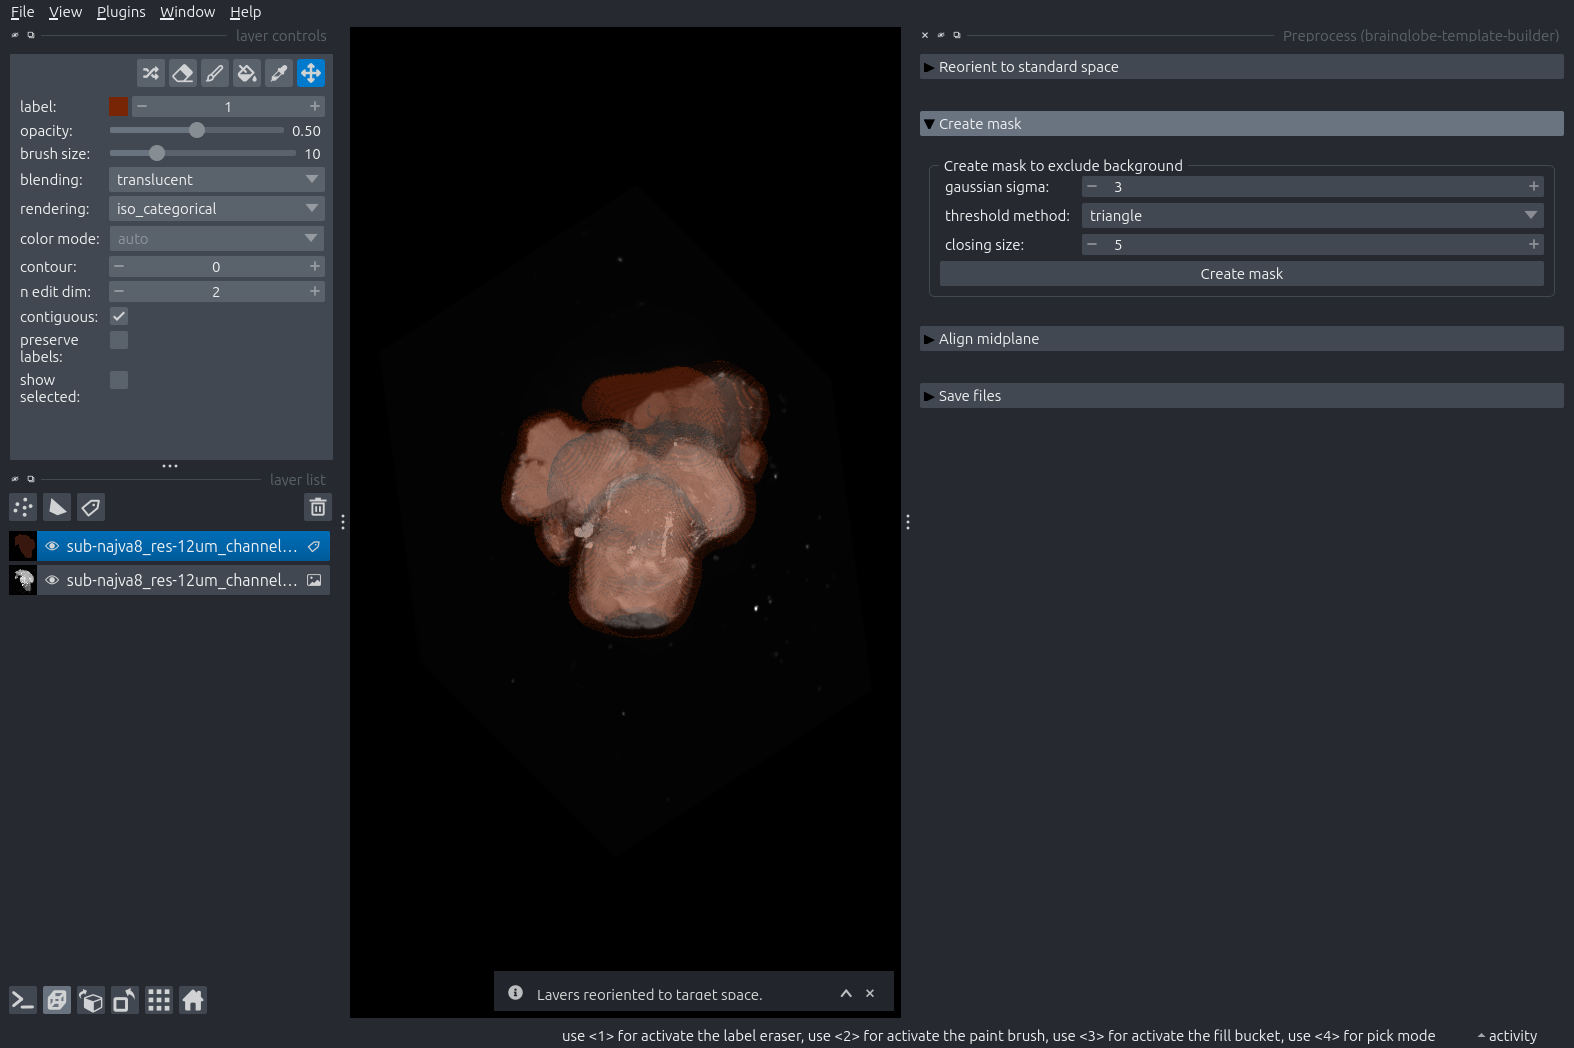 File View Plugins Window Help
layer controls
label: 1
opacity: 0.50
brush size: 10
blending: translucent
rendering: iso_categorical
color mode: auto
contour: 0
n edit dim: 2
contiguous:
preserve
labels:
show
selected:
layer list
sub-najva8_res-12um_channel...
sub-najva8_res-12um_channel...
Layers reoriented to target space.
Preprocess (brainglobe-template-builder)
Reorient to standard space
Create mask
Create mask to exclude background
gaussian sigma: 3
threshold method: triangle
closing size: 5
Create mask
Align midplane
Save files
use <1> for activate the label eraser, use <2> for activate the paint brush, use <3> for activate the fill bucket, use <4> for pick mode
activity